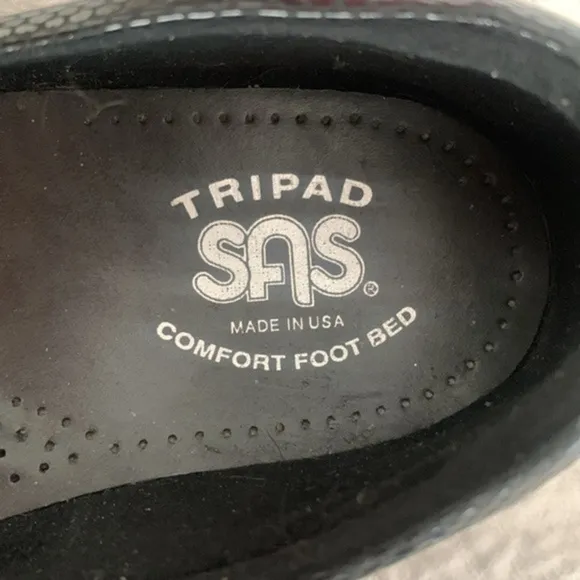 TRIPAD
SAS®
MADE IN USA
COMFORT FOOT BED